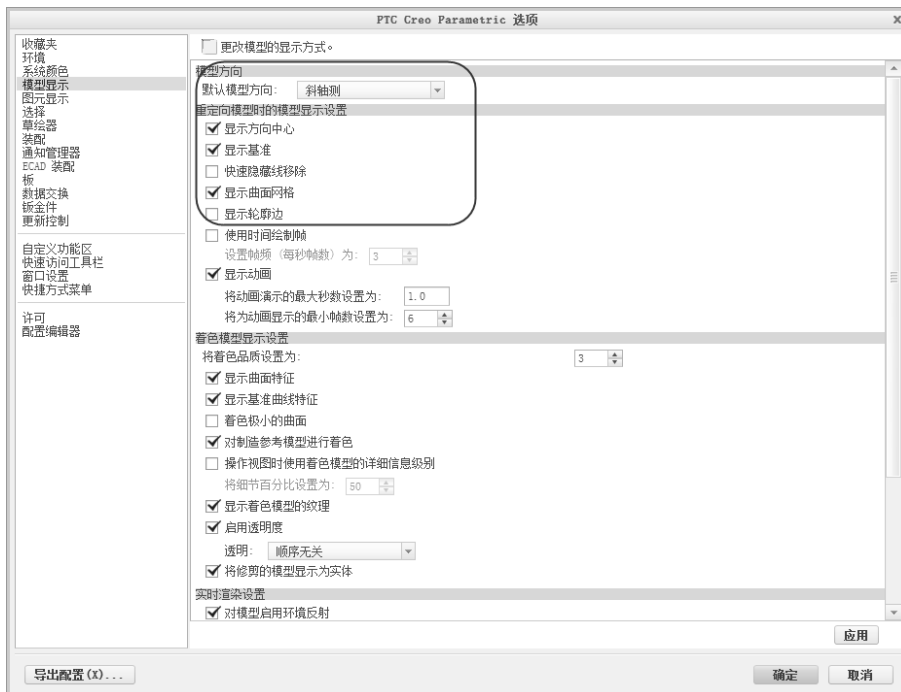 PTC Creo Parametric 选项
收藏夹
环境
系统颜色
模型显示
图元显示
选择
草绘器
装配
通知管理器
ECAD 装配
板
数据交换
钣金件
更新控制
自定义功能区
快速访问工具栏
窗口设置
快捷方式菜单
许可
配置编辑器
更改模型的显示方式。
模型方向
默认模型方向： 斜轴测
重定向模型时的模型显示设置
显示方向中心
显示基准
快速隐藏线移除
显示曲面网格
显示轮廓边
使用时间绘制帧
设置帧频（每秒帧数）为： 3
显示动画
将动画演示的最大秒数设置为： 1.0
将为动画显示的最小帧数设置为： 6
着色模型显示设置
将着色品质设置为： 3
显示曲面特征
显示基准曲线特征
着色极小的曲面
对制造参考模型进行着色
操作视图时使用着色模型的详细信息级别
将细节百分比设置为： 50
显示着色模型的纹理
启用透明度
透明： 顺序无关
将修剪的模型显示为实体
实时渲染设置
对模型启用环境反射
应用
导出配置(X)...
确定
取消